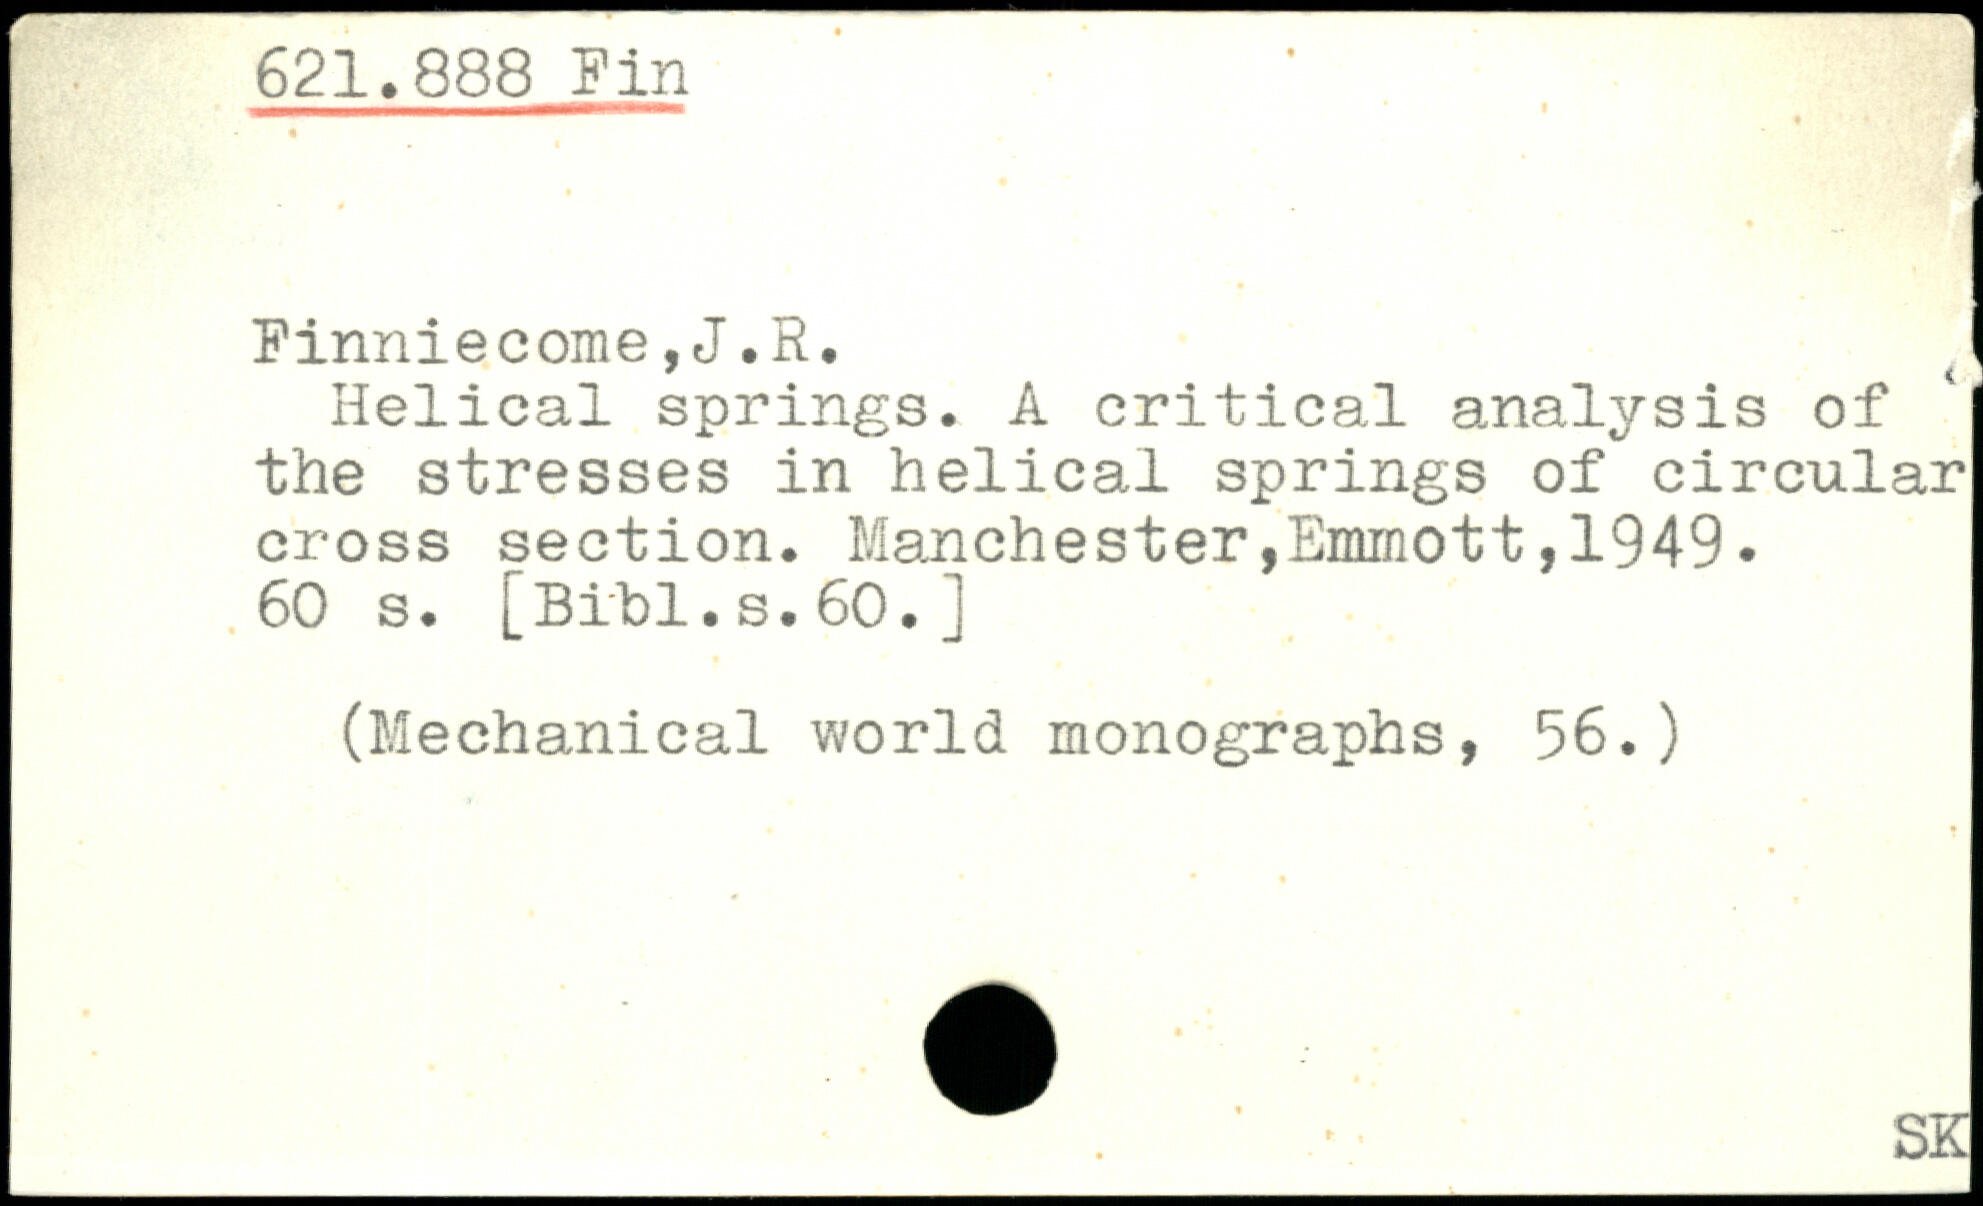 621.888 Fin
Finniecome,J.R.
Helical springs. A critical analysis of
the stresses in helical springs of circular
cross section. Manchester,Emmott,1949.
60 s. [Bibl.s.60.]
(Mechanical world monographs, 56.)
SK